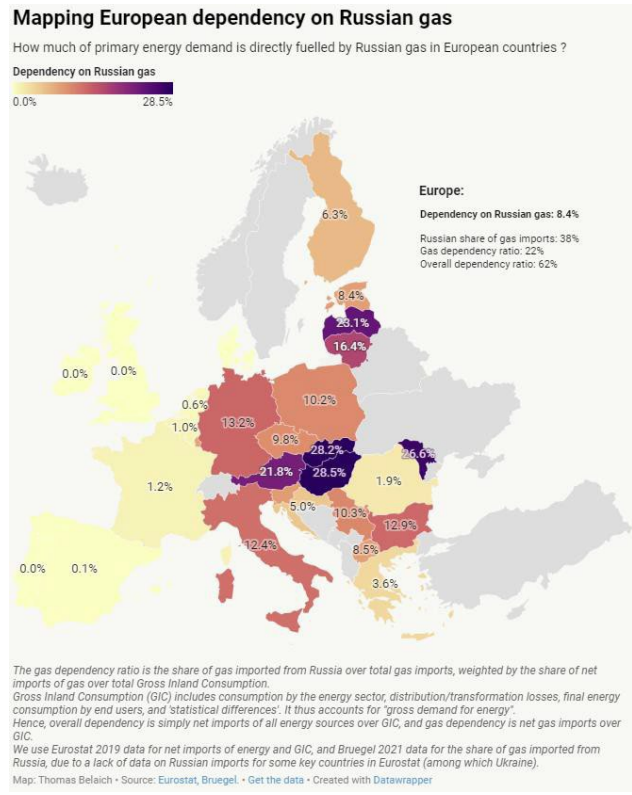 Mapping European dependency on Russian gas
How much of primary energy demand is directly fuelled by Russian gas in European countries ?
Dependency on Russian gas
0.0% 28.5%
Europe:
Dependency on Russian gas: 8.4%
Russian share of gas imports: 38%
Gas dependency ratio: 22%
Overall dependency ratio: 62%
6.3%
8.4%
23.1%
16.4%
0.0% 0.0%
0.6%
10.2%
1.0%
13.2%
9.8%
28.2%
26.6%
21.8%
28.5%
1.9%
1.2%
5.0%
10.3%
12.9%
12.4%
8.5%
0.0% 0.1%
3.6%
The gas dependency ratio is the share of gas imported from Russia over total gas imports, weighted by the share of net
imports of gas over total Gross Inland Consumption.
Gross Inland Consumption (GIC) includes consumption by the energy sector, distribution/transformation losses, final energy
consumption by end users, and 'statistical differences'. It thus accounts for "gross demand for energy".
Hence, overall dependency is simply net imports of all energy sources over GIC, and gas dependency is net gas imports over
GIC.
We use Eurostat 2019 data for net imports of energy and GIC, and Bruegel 2021 data for the share of gas imported from
Russia, due to a lack of data on Russian imports for some key countries in Eurostat (among which Ukraine).
Map: Thomas Belaich • Source: Eurostat, Bruegel. • Get the data • Created with Datawrapper